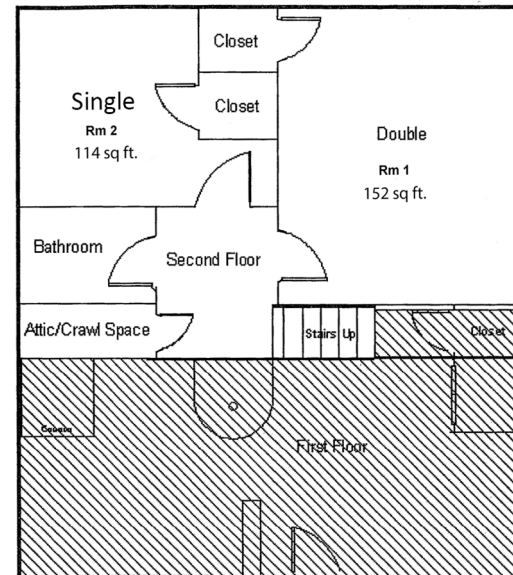 Closet
Single
Rm 2
114 sq ft.
Closet
Double
Rm 1
152 sq ft.
Bathroom
Second Floor
Attic/Crawl Space
Stairs Up
Closet
First Floor